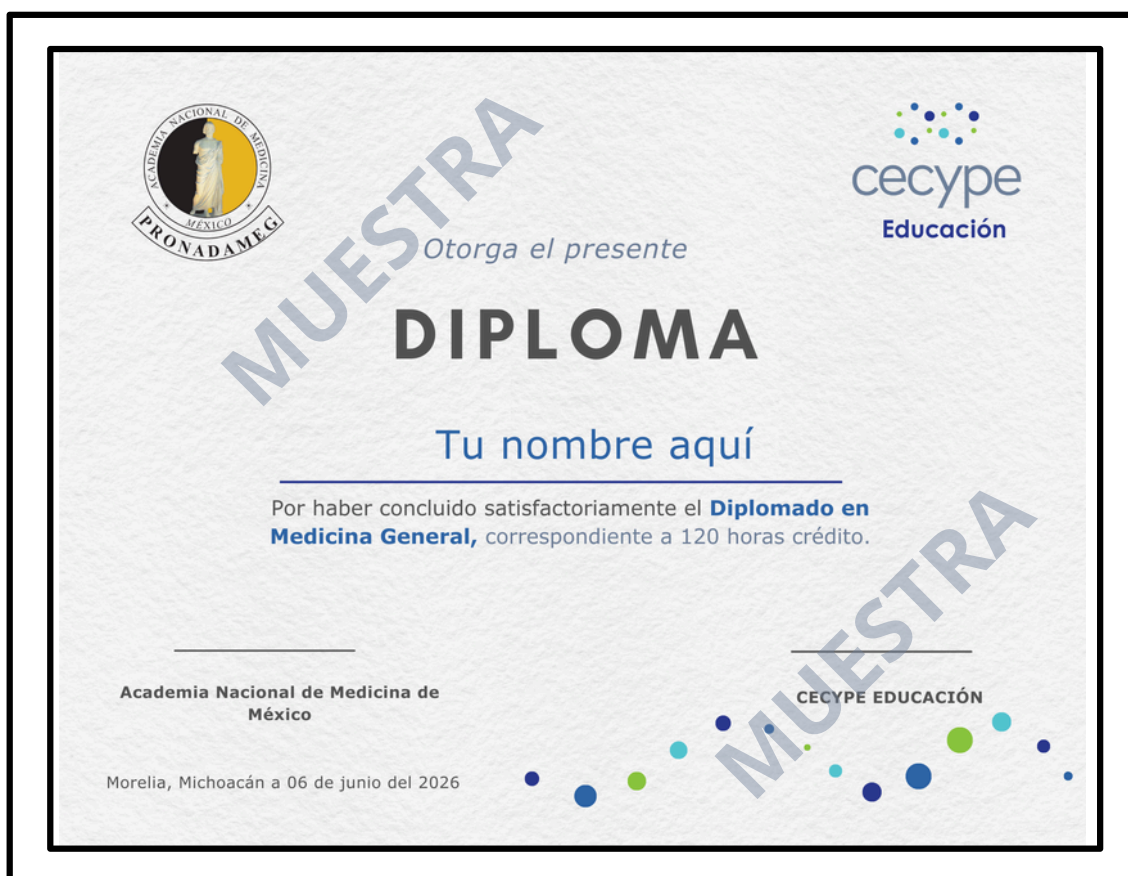 ACADEMIA NACIONAL DE MEDICINA
MÉXICO
PRONADAMEG
cecype
Educación
MUESTRA
Otorga el presente
DIPLOMA
Tu nombre aquí
Por haber concluido satisfactoriamente el Diplomado en
Medicina General, correspondiente a 120 horas crédito.
MUESTRA
Academia Nacional de Medicina de
México
CECYPE EDUCACIÓN
Morelia, Michoacán a 06 de junio del 2026